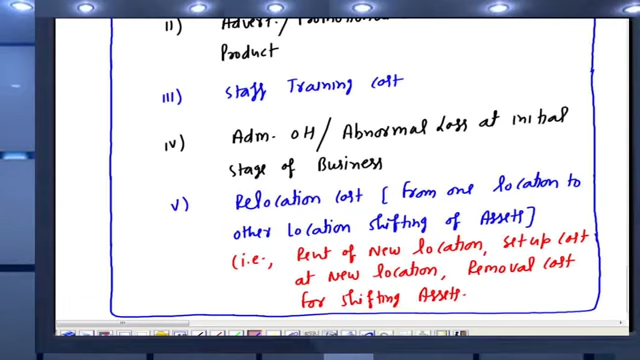 ii) Advert. / Promotional
Product
iii) Staff Training Cost
iv) Adm. OH / Abnormal Loss at initial
stage of Business
v) Relocation Cost [ From one location to
other location shifting of Assets ]
(i.e., Rent of New location, Set up Cost
at New location, Removal Cost
for shifting Assets.